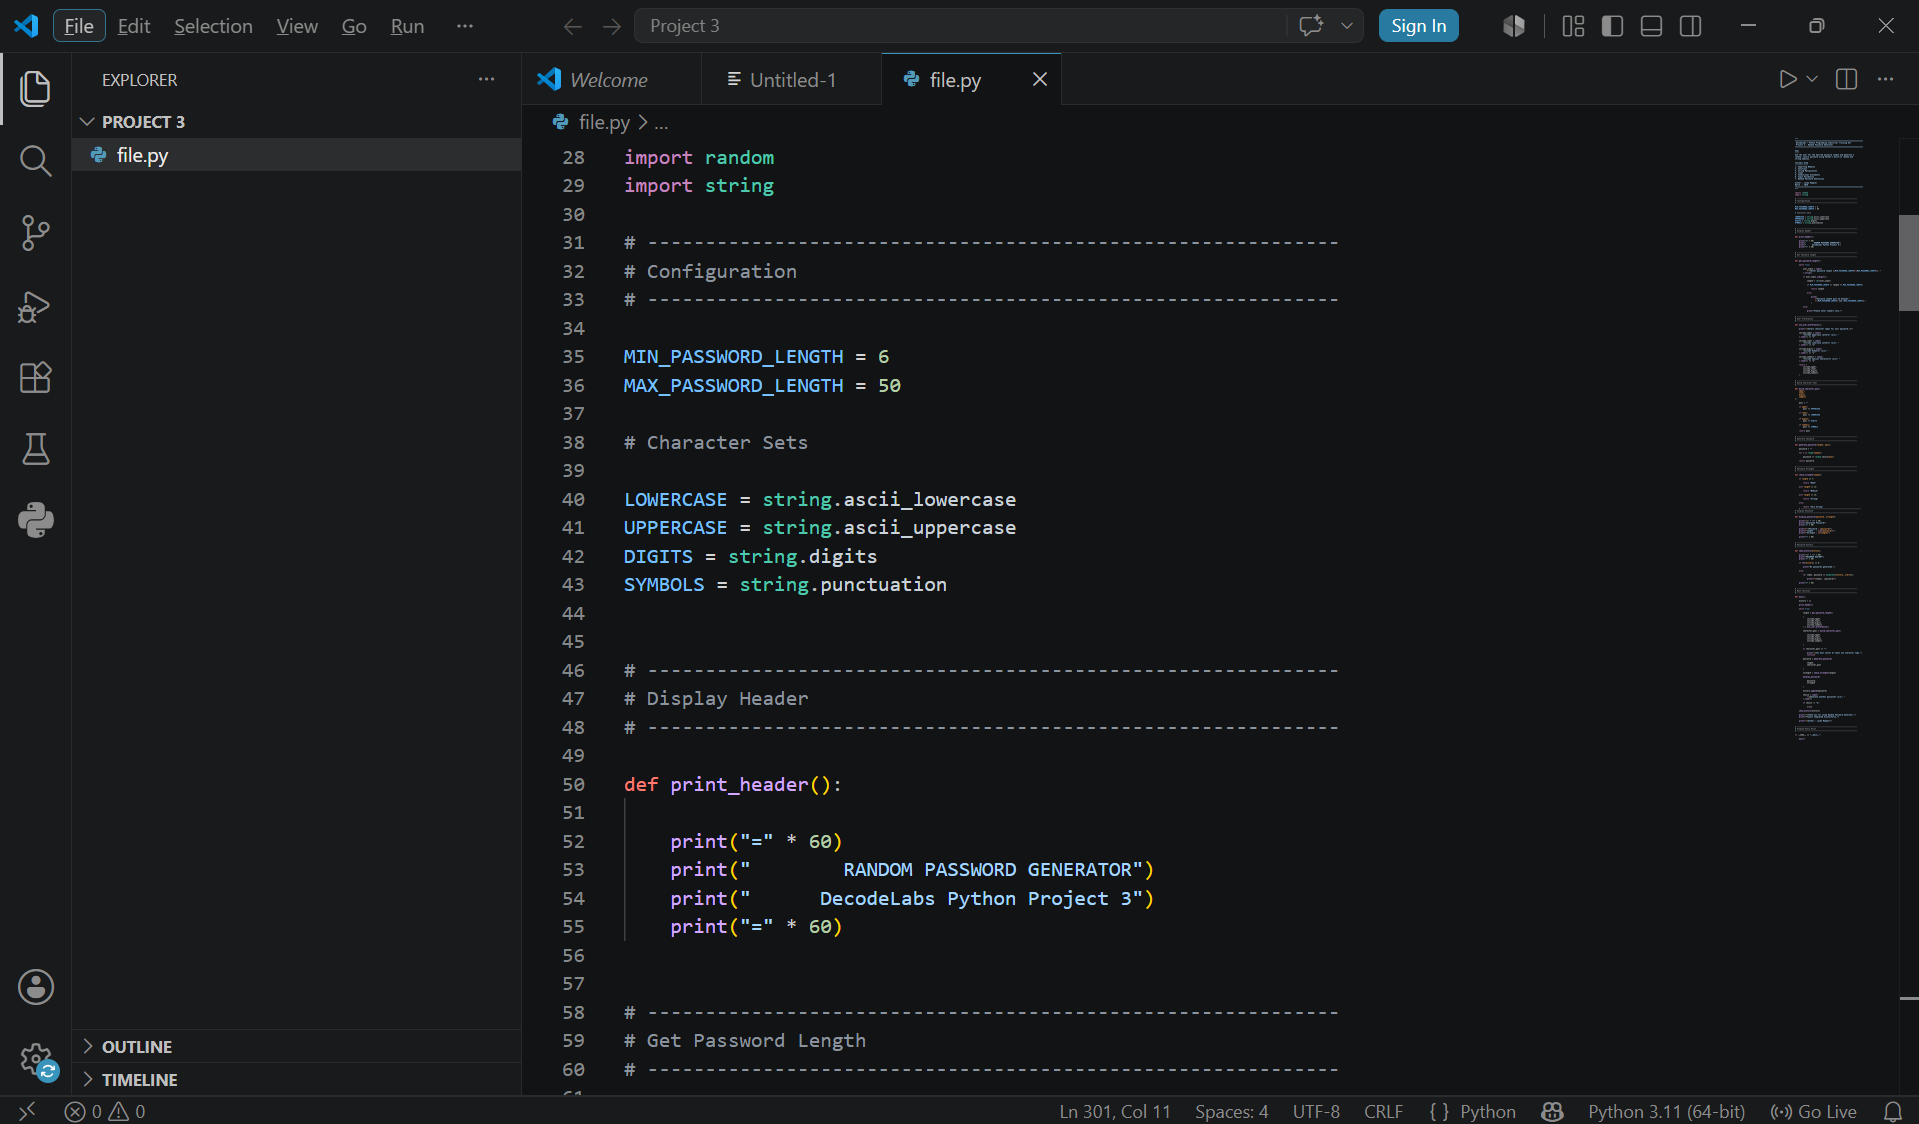 File Edit Selection View Go Run ··· Project 3 Sign In
EXPLORER ···
PROJECT 3
file.py
Welcome Untitled-1 file.py
file.py > ...
28 import random
29 import string
30
31 # ------------------------------------------------------------
32 # Configuration
33 # ------------------------------------------------------------
34
35 MIN_PASSWORD_LENGTH = 6
36 MAX_PASSWORD_LENGTH = 50
37
38 # Character Sets
39
40 LOWERCASE = string.ascii_lowercase
41 UPPERCASE = string.ascii_uppercase
42 DIGITS = string.digits
43 SYMBOLS = string.punctuation
44
45
46 # ------------------------------------------------------------
47 # Display Header
48 # ------------------------------------------------------------
49
50 def print_header():
51
52     print("=" * 60)
53     print("        RANDOM PASSWORD GENERATOR")
54     print("      DecodeLabs Python Project 3")
55     print("=" * 60)
56
57
58 # ------------------------------------------------------------
59 # Get Password Length
60 # ------------------------------------------------------------
61
OUTLINE
TIMELINE
0 0 Ln 301, Col 11 Spaces: 4 UTF-8 CRLF { } Python Python 3.11 (64-bit) Go Live